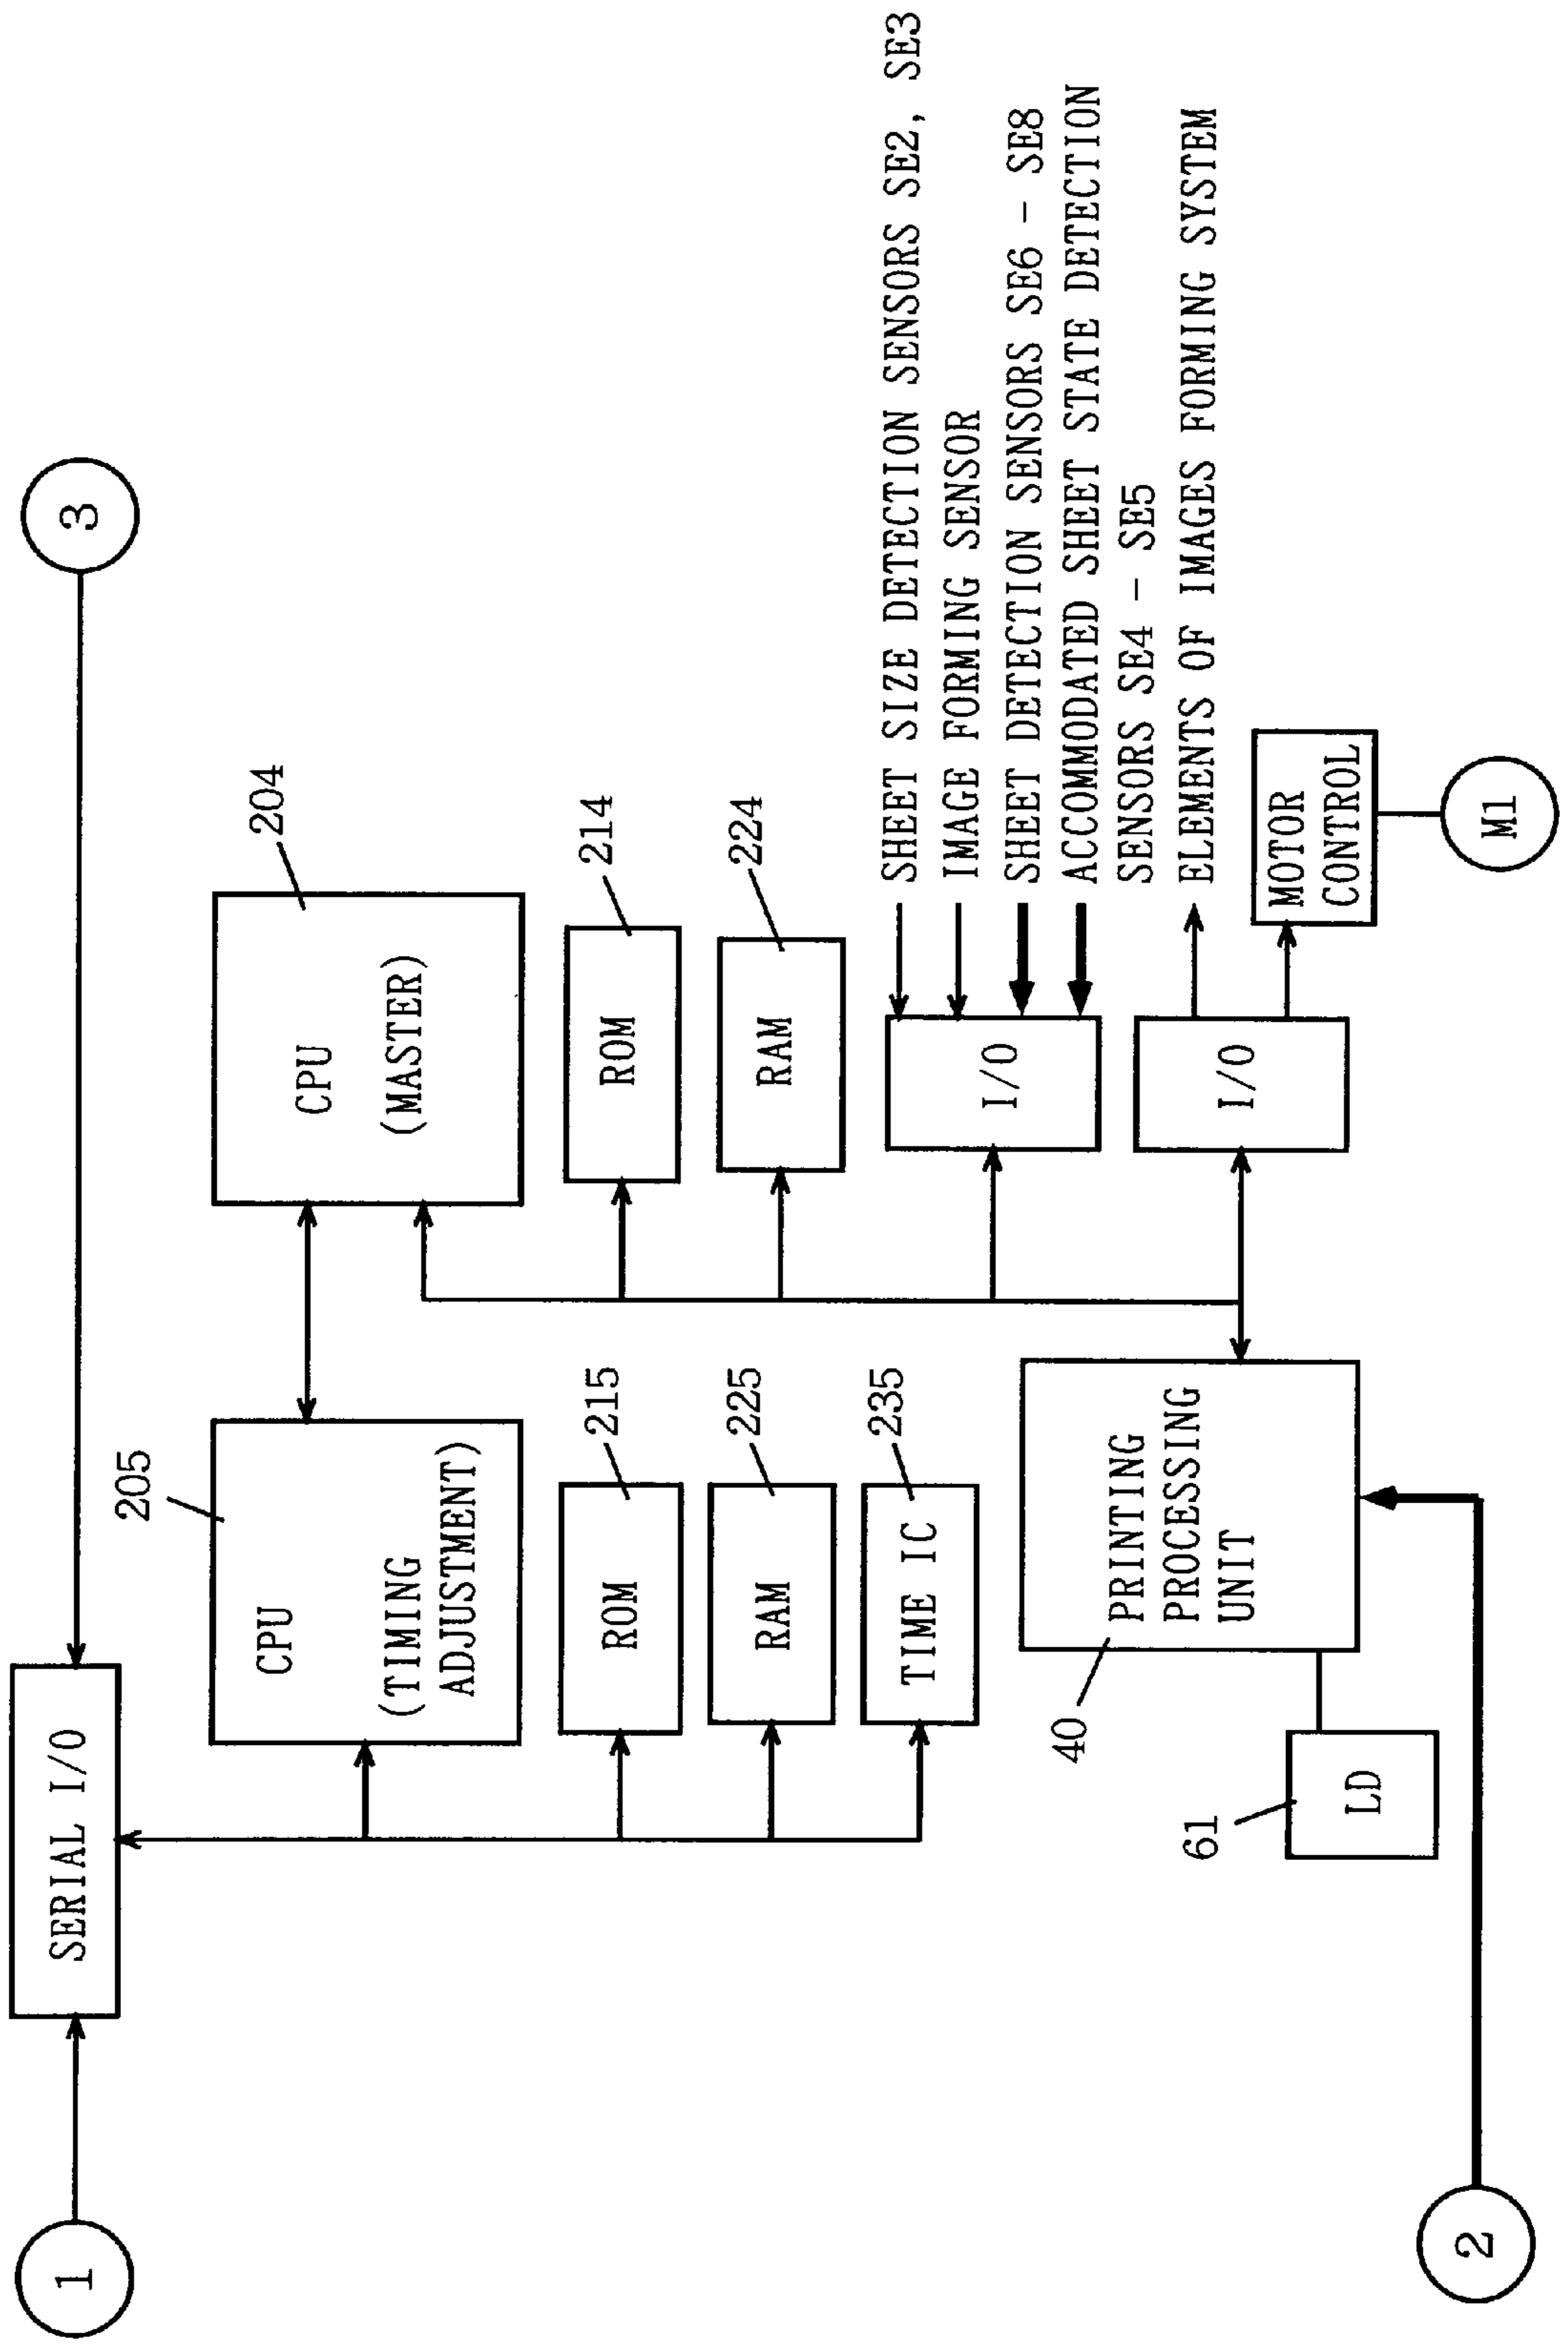 1
SERIAL I/O
3
205
CPU
(TIMING
ADJUSTMENT)
204
CPU
(MASTER)
215
ROM
214
ROM
225
RAM
224
RAM
235
TIME IC
I/O
SHEET SIZE DETECTION SENSORS SE2, SE3
IMAGE FORMING SENSOR
SHEET DETECTION SENSORS SE6 - SE8
ACCOMMODATED SHEET STATE DETECTION
SENSORS SE4 - SE5
40
PRINTING
PROCESSING
UNIT
I/O
ELEMENTS OF IMAGES FORMING SYSTEM
MOTOR
CONTROL
61
LD
2
M1